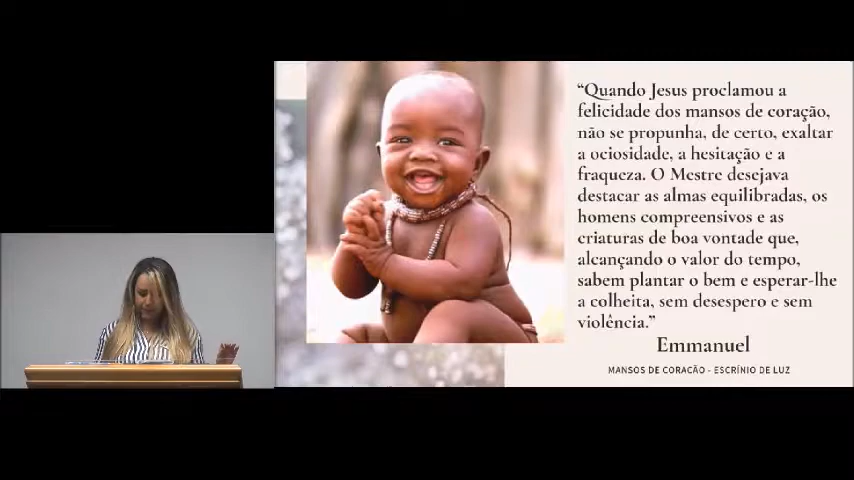 “Quando Jesus proclamou a
felicidade dos mansos de coração,
não se propunha, de certo, exaltar
a ociosidade, a hesitação e a
fraqueza. O Mestre desejava
destacar as almas equilibradas, os
homens compreensivos e as
criaturas de boa vontade que,
alcançando o valor do tempo,
sabem plantar o bem e esperar-lhe
a colheita, sem desespero e sem
violência.”
Emmanuel
MANSOS DE CORAÇÃO - ESCRÍNIO DE LUZ